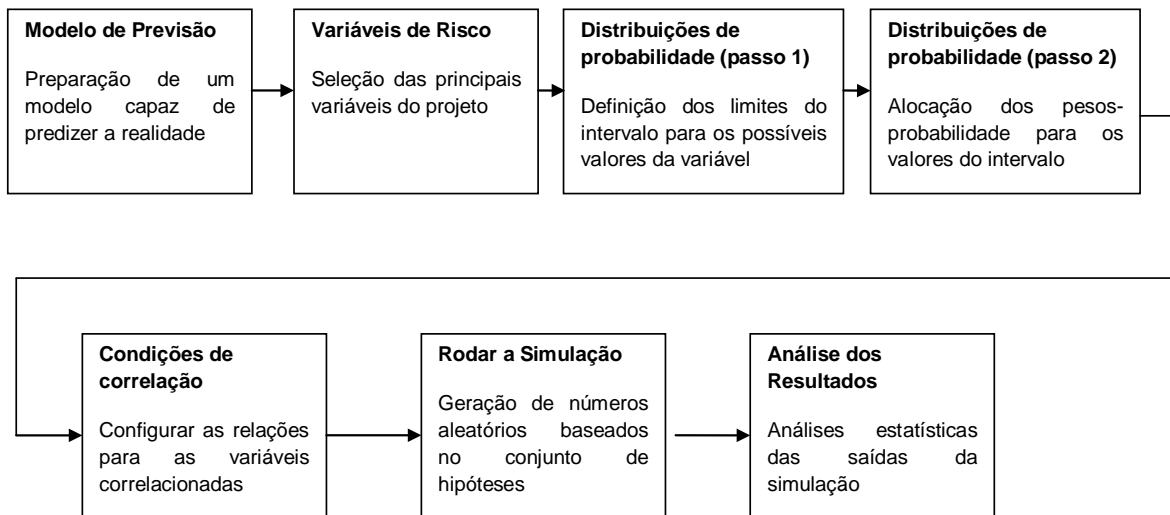 Modelo de Previsão
Preparação de um
modelo capaz de
predizer a realidade
Variáveis de Risco
Seleção das principais
variáveis do projeto
Distribuições de
probabilidade (passo 1)
Definição dos limites do
intervalo para os possíveis
valores da variável
Distribuições de
probabilidade (passo 2)
Alocação dos pesos-
probabilidade para os
valores do intervalo
Condições de
correlação
Configurar as relações
para as variáveis
correlacionadas
Rodar a Simulação
Geração de números
aleatórios baseados
no conjunto de
hipóteses
Análise dos
Resultados
Análises estatísticas
das saídas da
simulação